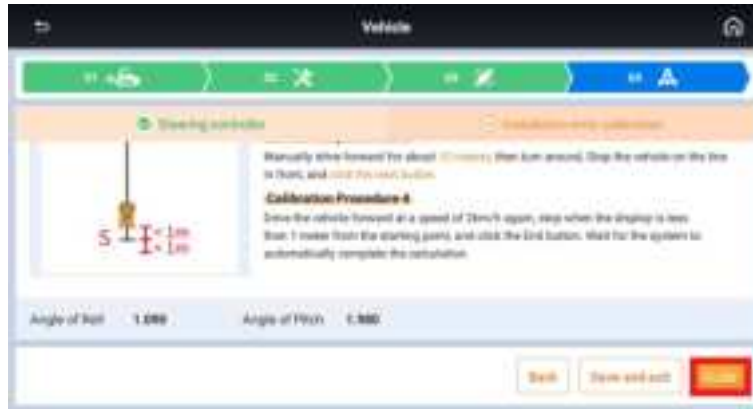 Vehicle
Steering controller
Installation error calibration
Manually drive forward for about 10 meters, then turn around. Stop the vehicle on the line
in front, and click the next button.
Calibration Procedure 4
Drive the vehicle forward at a speed of 2km/h again, stop when the display is less
than 1 meter from the starting point, and click the End button. Wait for the system to
automatically complete the calculation.
S
< 1m
< 1m
Angle of Roll 1.090
Angle of Pitch
Back
Save and exit